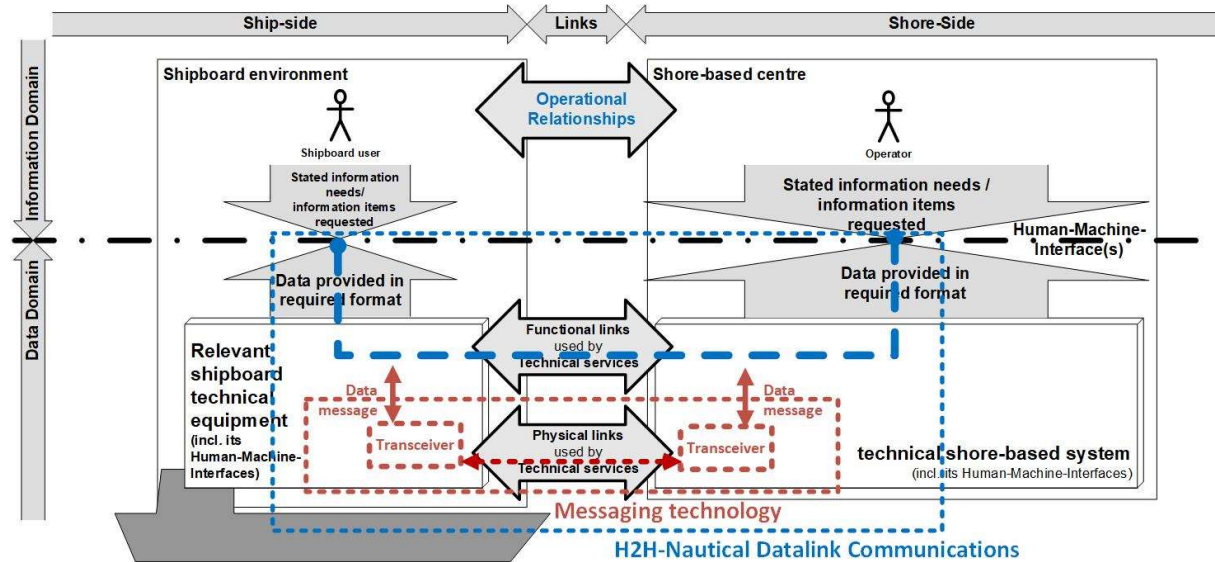 Ship-side
Links
Shore-Side
Information Domain
Data Domain
Shipboard environment
Shore-based centre
Operational
Relationships
Shipboard user
Operator
Stated information
needs/
information items
requested
Stated information needs /
information items
requested
Human-Machine-
Interface(s)
Data provided in
required format
Data provided in
required format
Relevant
shipboard
technical
equipment
(incl. its
Human-Machine-
Interfaces)
Functional links
used by
Technical services
Data
message
Data
message
Transceiver
Physical links
used by
Technical services
Transceiver
technical shore-based system
(incl.its Human-Machine-Interfaces)
Messaging technology
H2H-Nautical Datalink Communications